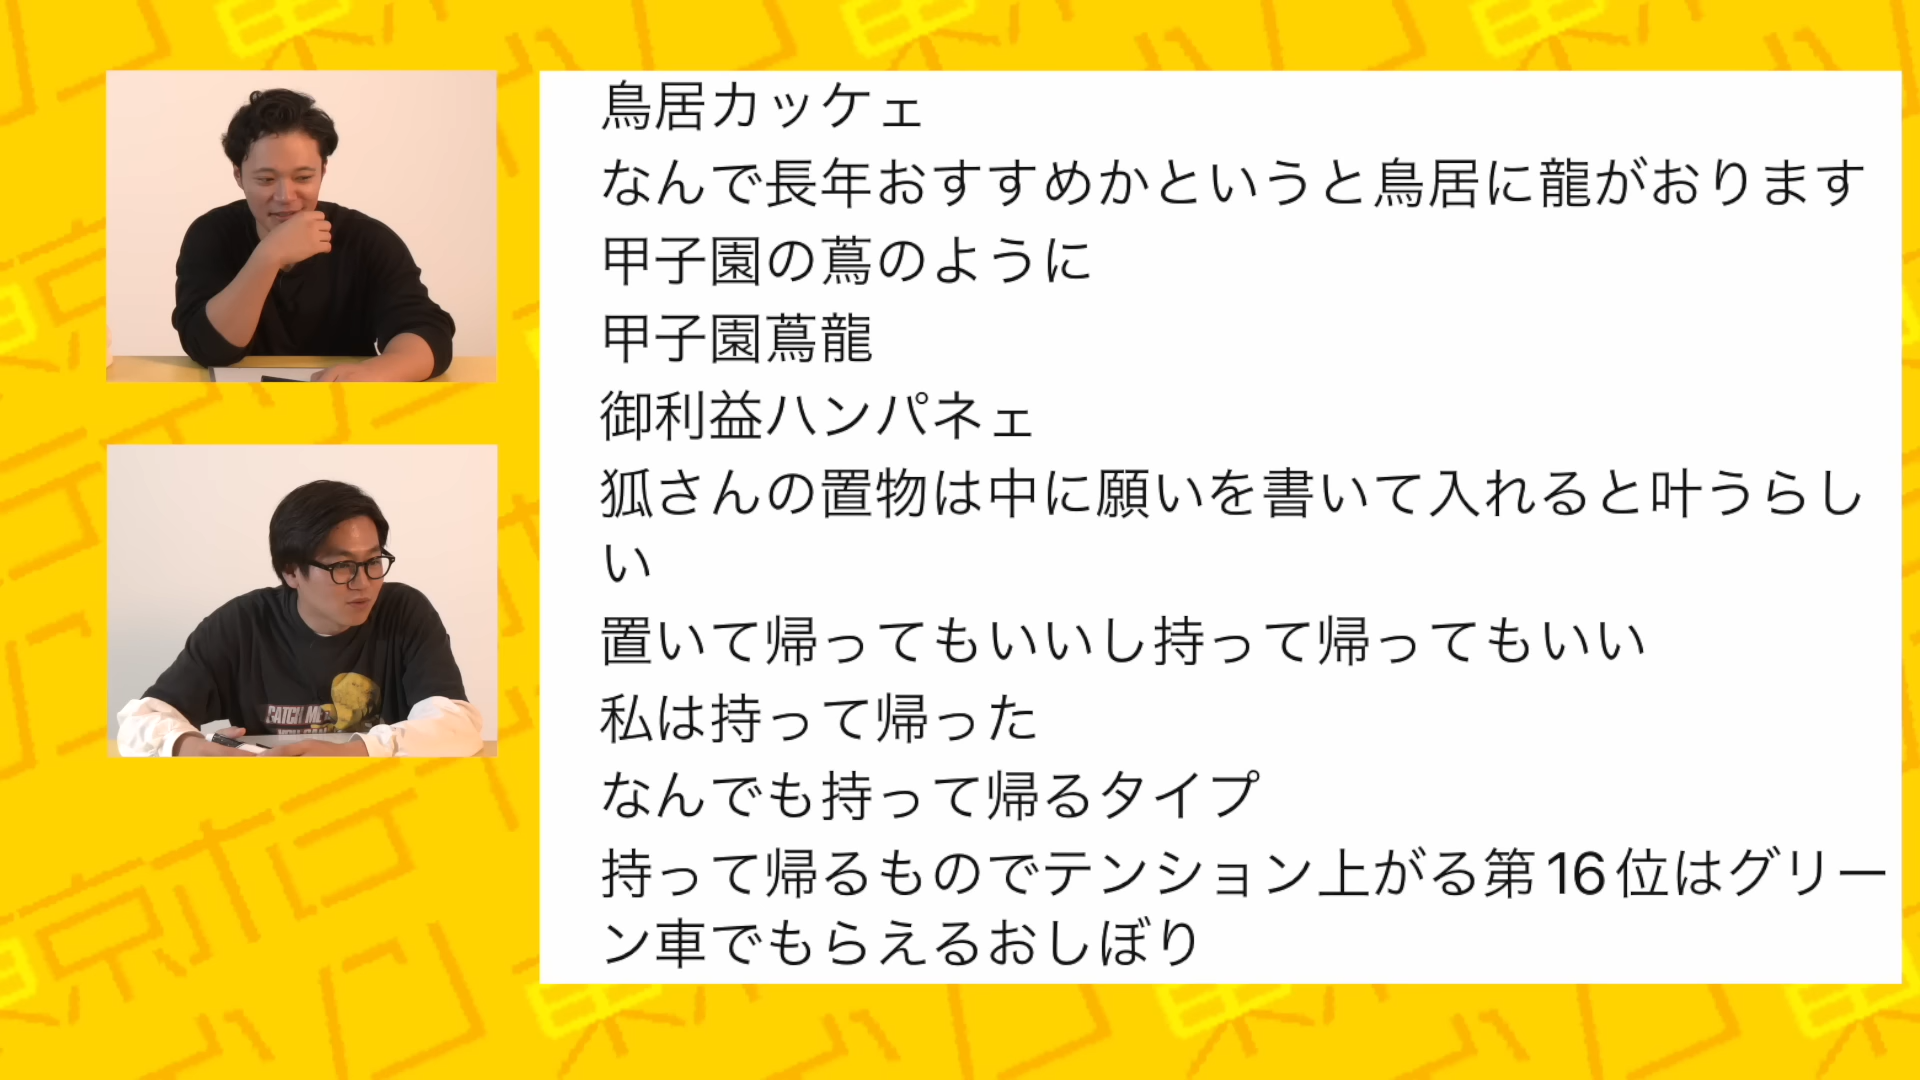 鳥居カッケェ
なんで長年おすすめかというと鳥居に龍がおります
甲子園の蔦のように
甲子園蔦龍
御利益ハンパネェ
狐さんの置物は中に願いを書いて入れると叶うらし
い
置いて帰ってもいいし持って帰ってもいい
私は持って帰った
なんでも持って帰るタイプ
持って帰るものでテンション上がる第16位はグリー
ン車でもらえるおしぼり
CATCH ME